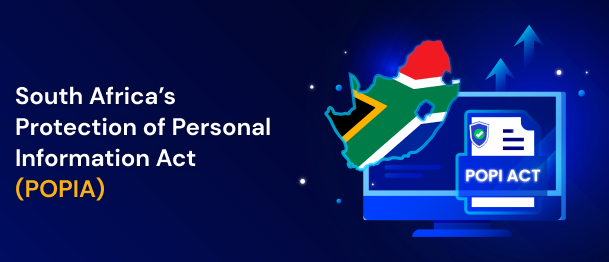 South Africa's
Protection of Personal
Information Act
(POPIA)
POPI ACT